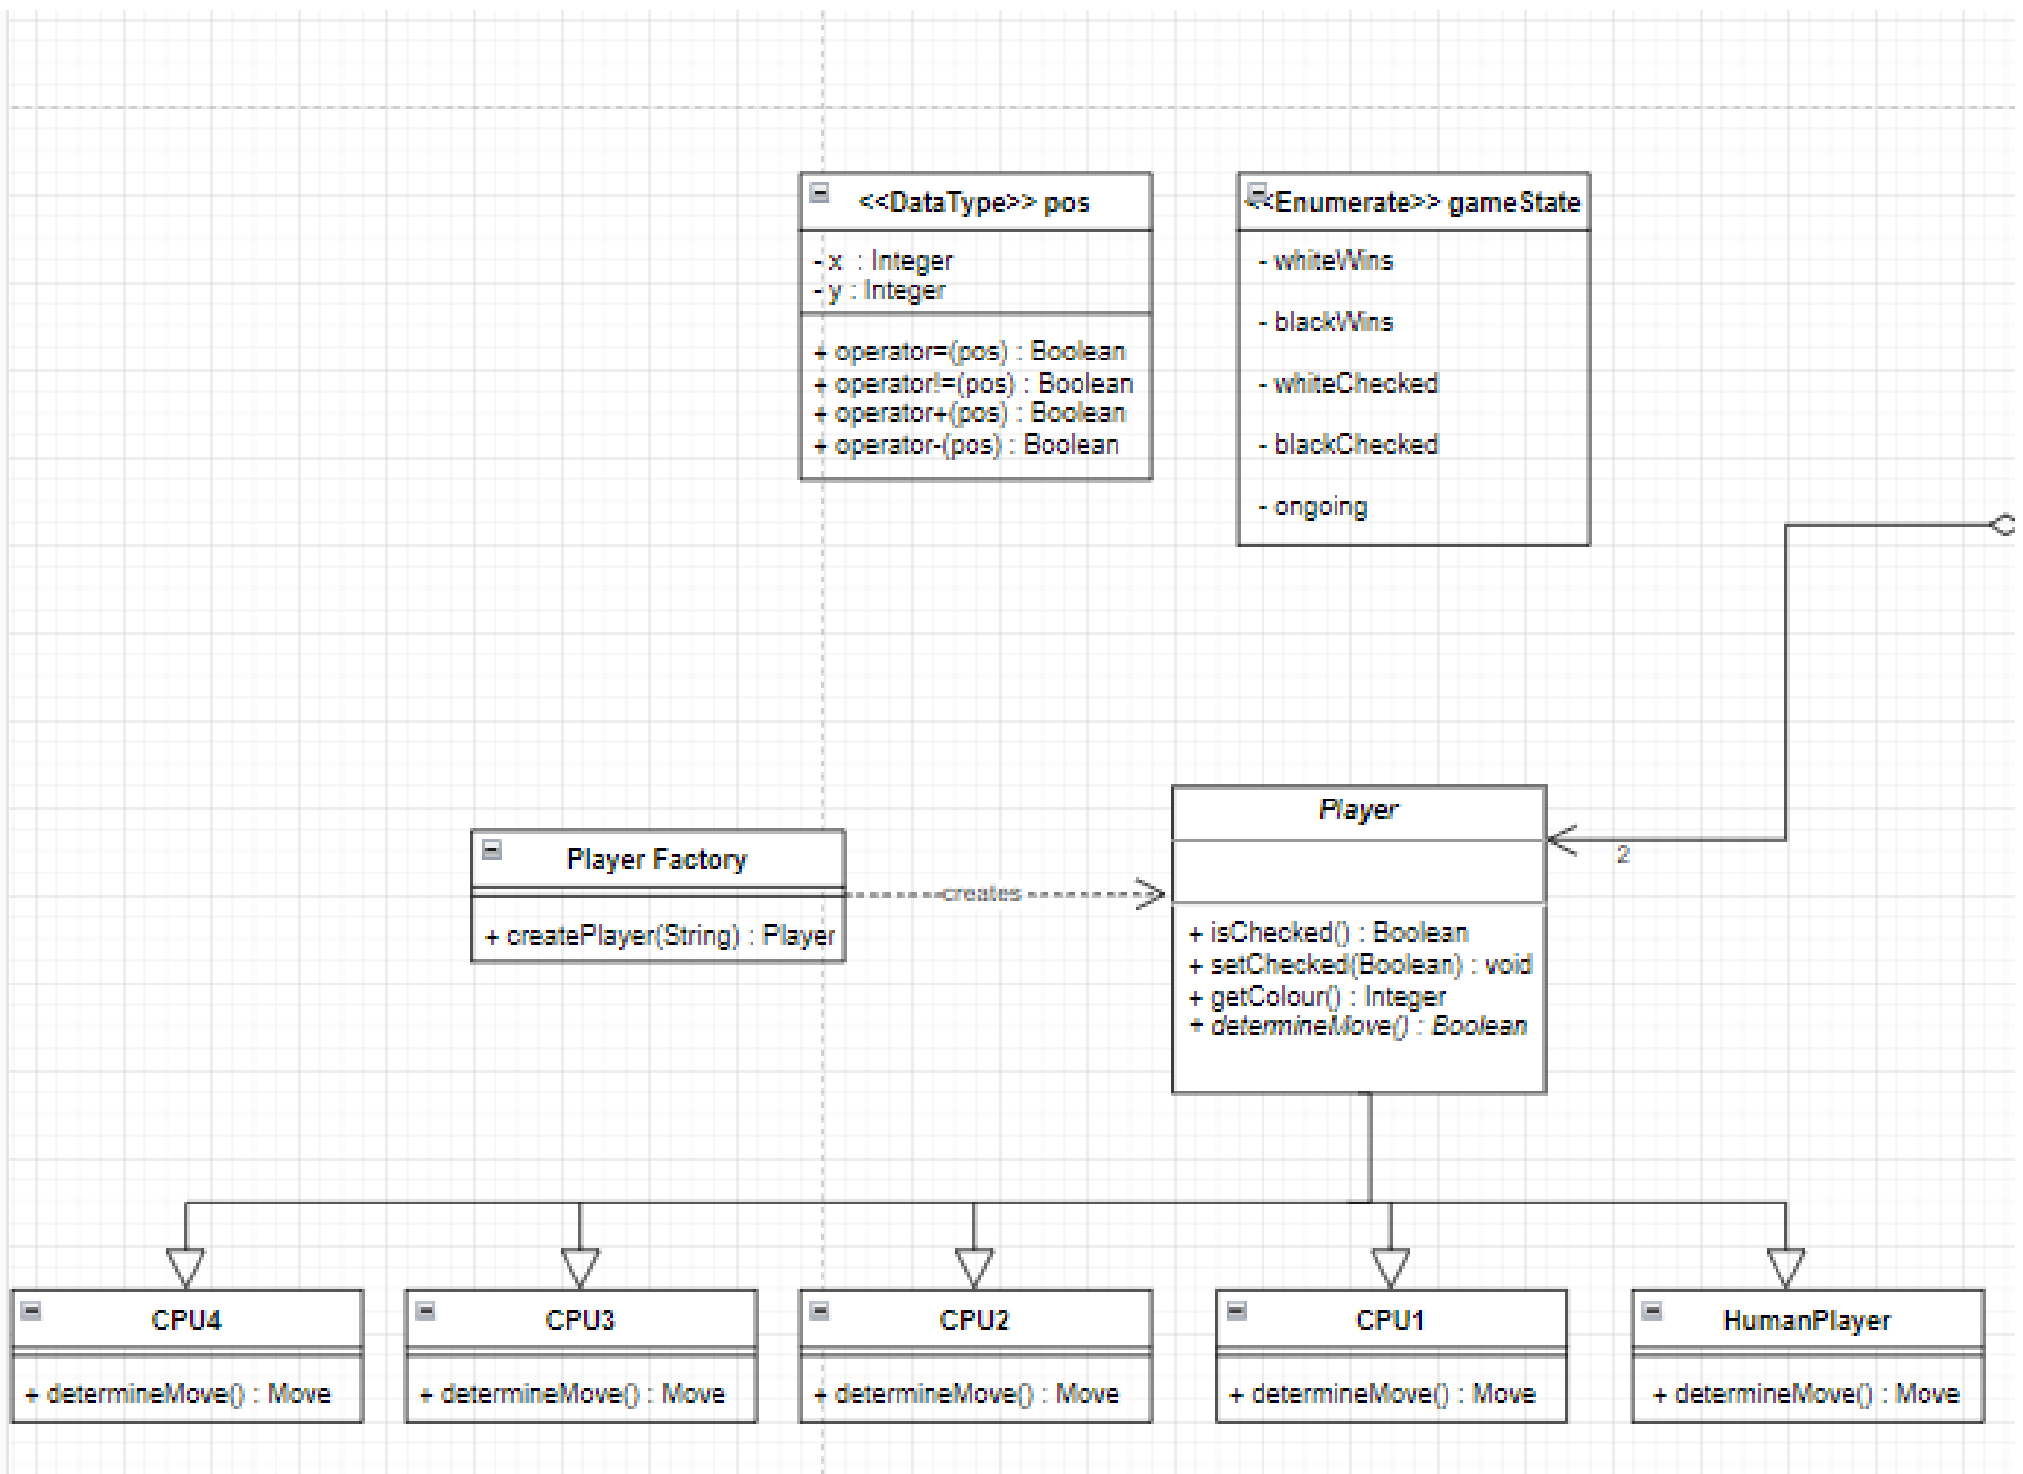 <<DataType>> pos
- x : Integer
- y : Integer
+ operator=(pos) : Boolean
+ operator!=(pos) : Boolean
+ operator+(pos) : Boolean
+ operator-(pos) : Boolean
<<Enumerate>> gameState
- whiteWins
- blackWins
- whiteChecked
- blackChecked
- ongoing
Player Factory
+ createPlayer(String) : Player
creates
Player
+ isChecked() : Boolean
+ setChecked(Boolean) : void
+ getColour() : Integer
+ determineMove() : Boolean
2
CPU4
+ determineMove() : Move
CPU3
+ determineMove() : Move
CPU2
+ determineMove() : Move
CPU1
+ determineMove() : Move
HumanPlayer
+ determineMove() : Move